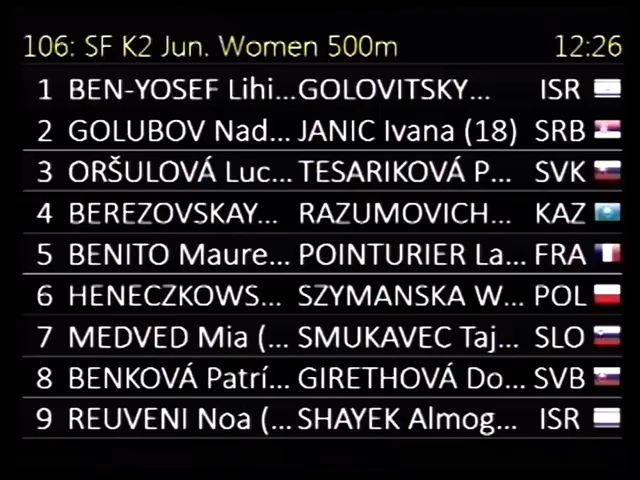 106: SF K2 Jun. Women 500m 12:26
1 BEN-YOSEF Lihi... GOLOVITSKY... ISR
2 GOLUBOV Nad... JANIC Ivana (18) SRB
3 ORŠULOVÁ Luc... TESARIKOVÁ P... SVK
4 BEREZOVSKAY... RAZUMOVICH... KAZ
5 BENITO Maure... POINTURIER La... FRA
6 HENECZKOWS... SZYMANSKA W... POL
7 MEDVED Mia (... SMUKAVEC Taj... SLO
8 BENKOVÁ Patrí... GIRETHOVÁ Do... SVB
9 REUVENI Noa (... SHAYEK Almog... ISR